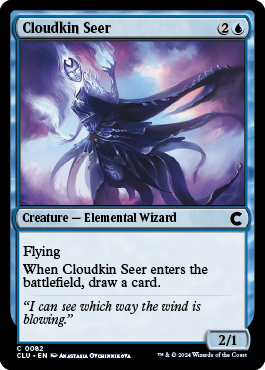 Cloudkin Seer 2
Creature — Elemental Wizard
Flying
When Cloudkin Seer enters the
battlefield, draw a card.
“I can see which way the wind is
blowing.”
2/1
C 0082
CLU • EN Anastasia Ovchinnikova
™ & © 2024 Wizards of the Coast